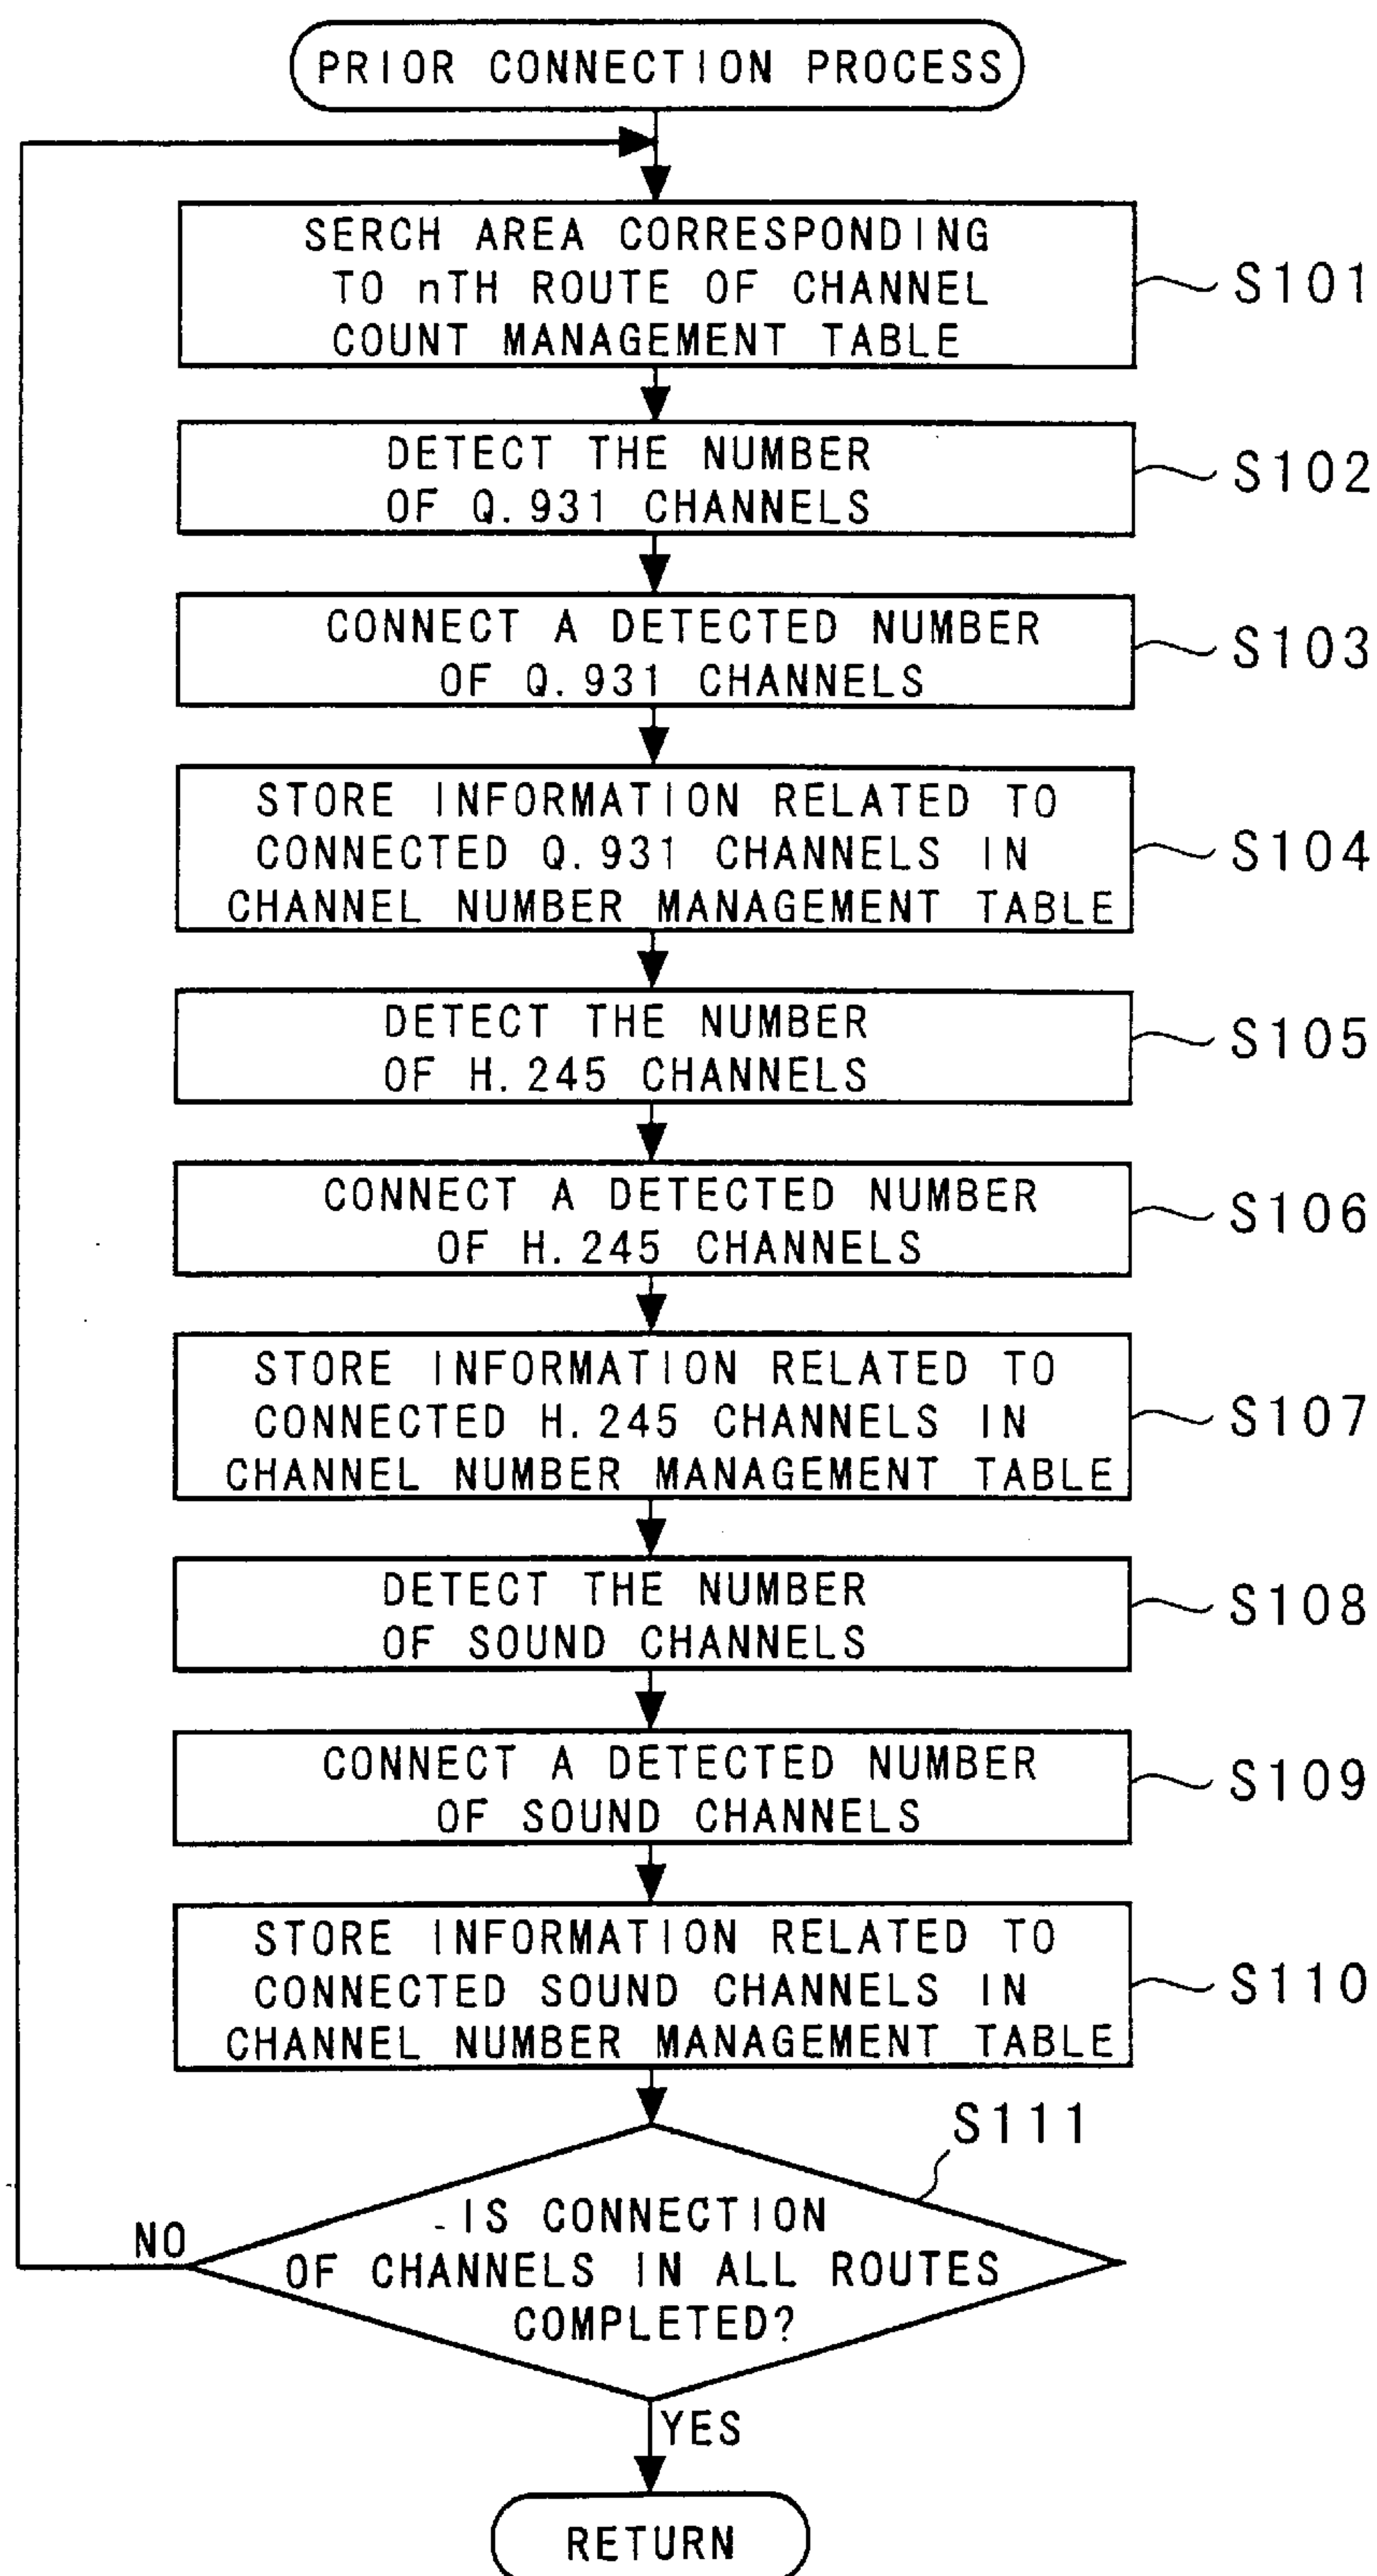 PRIOR CONNECTION PROCESS
SERCH AREA CORRESPONDING
TO nTH ROUTE OF CHANNEL
COUNT MANAGEMENT TABLE
S101
DETECT THE NUMBER
OF Q.931 CHANNELS
S102
CONNECT A DETECTED NUMBER
OF Q.931 CHANNELS
S103
STORE INFORMATION RELATED TO
CONNECTED Q.931 CHANNELS IN
CHANNEL NUMBER MANAGEMENT TABLE
S104
DETECT THE NUMBER
OF H.245 CHANNELS
S105
CONNECT A DETECTED NUMBER
OF H.245 CHANNELS
S106
STORE INFORMATION RELATED TO
CONNECTED H.245 CHANNELS IN
CHANNEL NUMBER MANAGEMENT TABLE
S107
DETECT THE NUMBER
OF SOUND CHANNELS
S108
CONNECT A DETECTED NUMBER
OF SOUND CHANNELS
S109
STORE INFORMATION RELATED TO
CONNECTED SOUND CHANNELS IN
CHANNEL NUMBER MANAGEMENT TABLE
S110
S111
IS CONNECTION
OF CHANNELS IN ALL ROUTES
COMPLETED?
NO
YES
RETURN